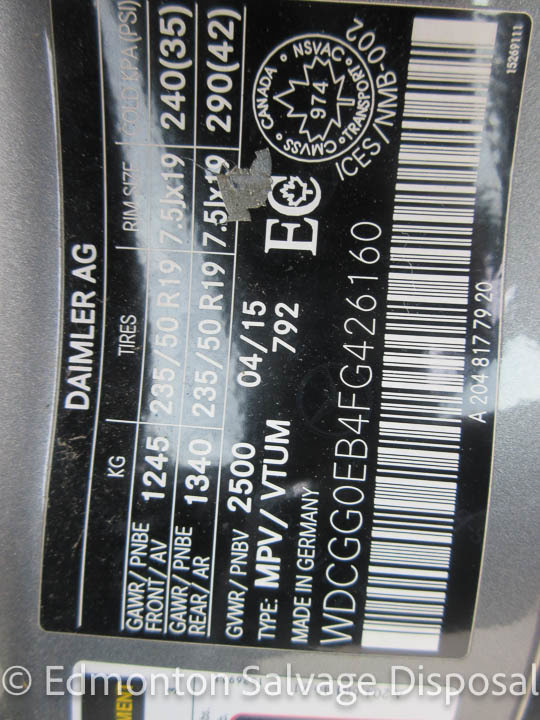 DAIMLER AG
KG TIRES RIM SIZE COLD KPA (PSI)
GAWR / PNBE
FRONT / AV 1245 235/50 R19 7.5Jx19 240(35)
GAWR / PNBE
REAR / AR 1340 235/50 R19 7.5Jx19 290(42)
GVWR / PNBV 2500 04/15
TYPE: MPV/VTUM 792
MADE IN GERMANY
EC
CANADA NSVAC TRANSPORT CMVSS
974
ICES/NMB-002
WDCGG0EB4FG426160
A 204 817 79 20
15269111
© Edmonton Salvage Disposal